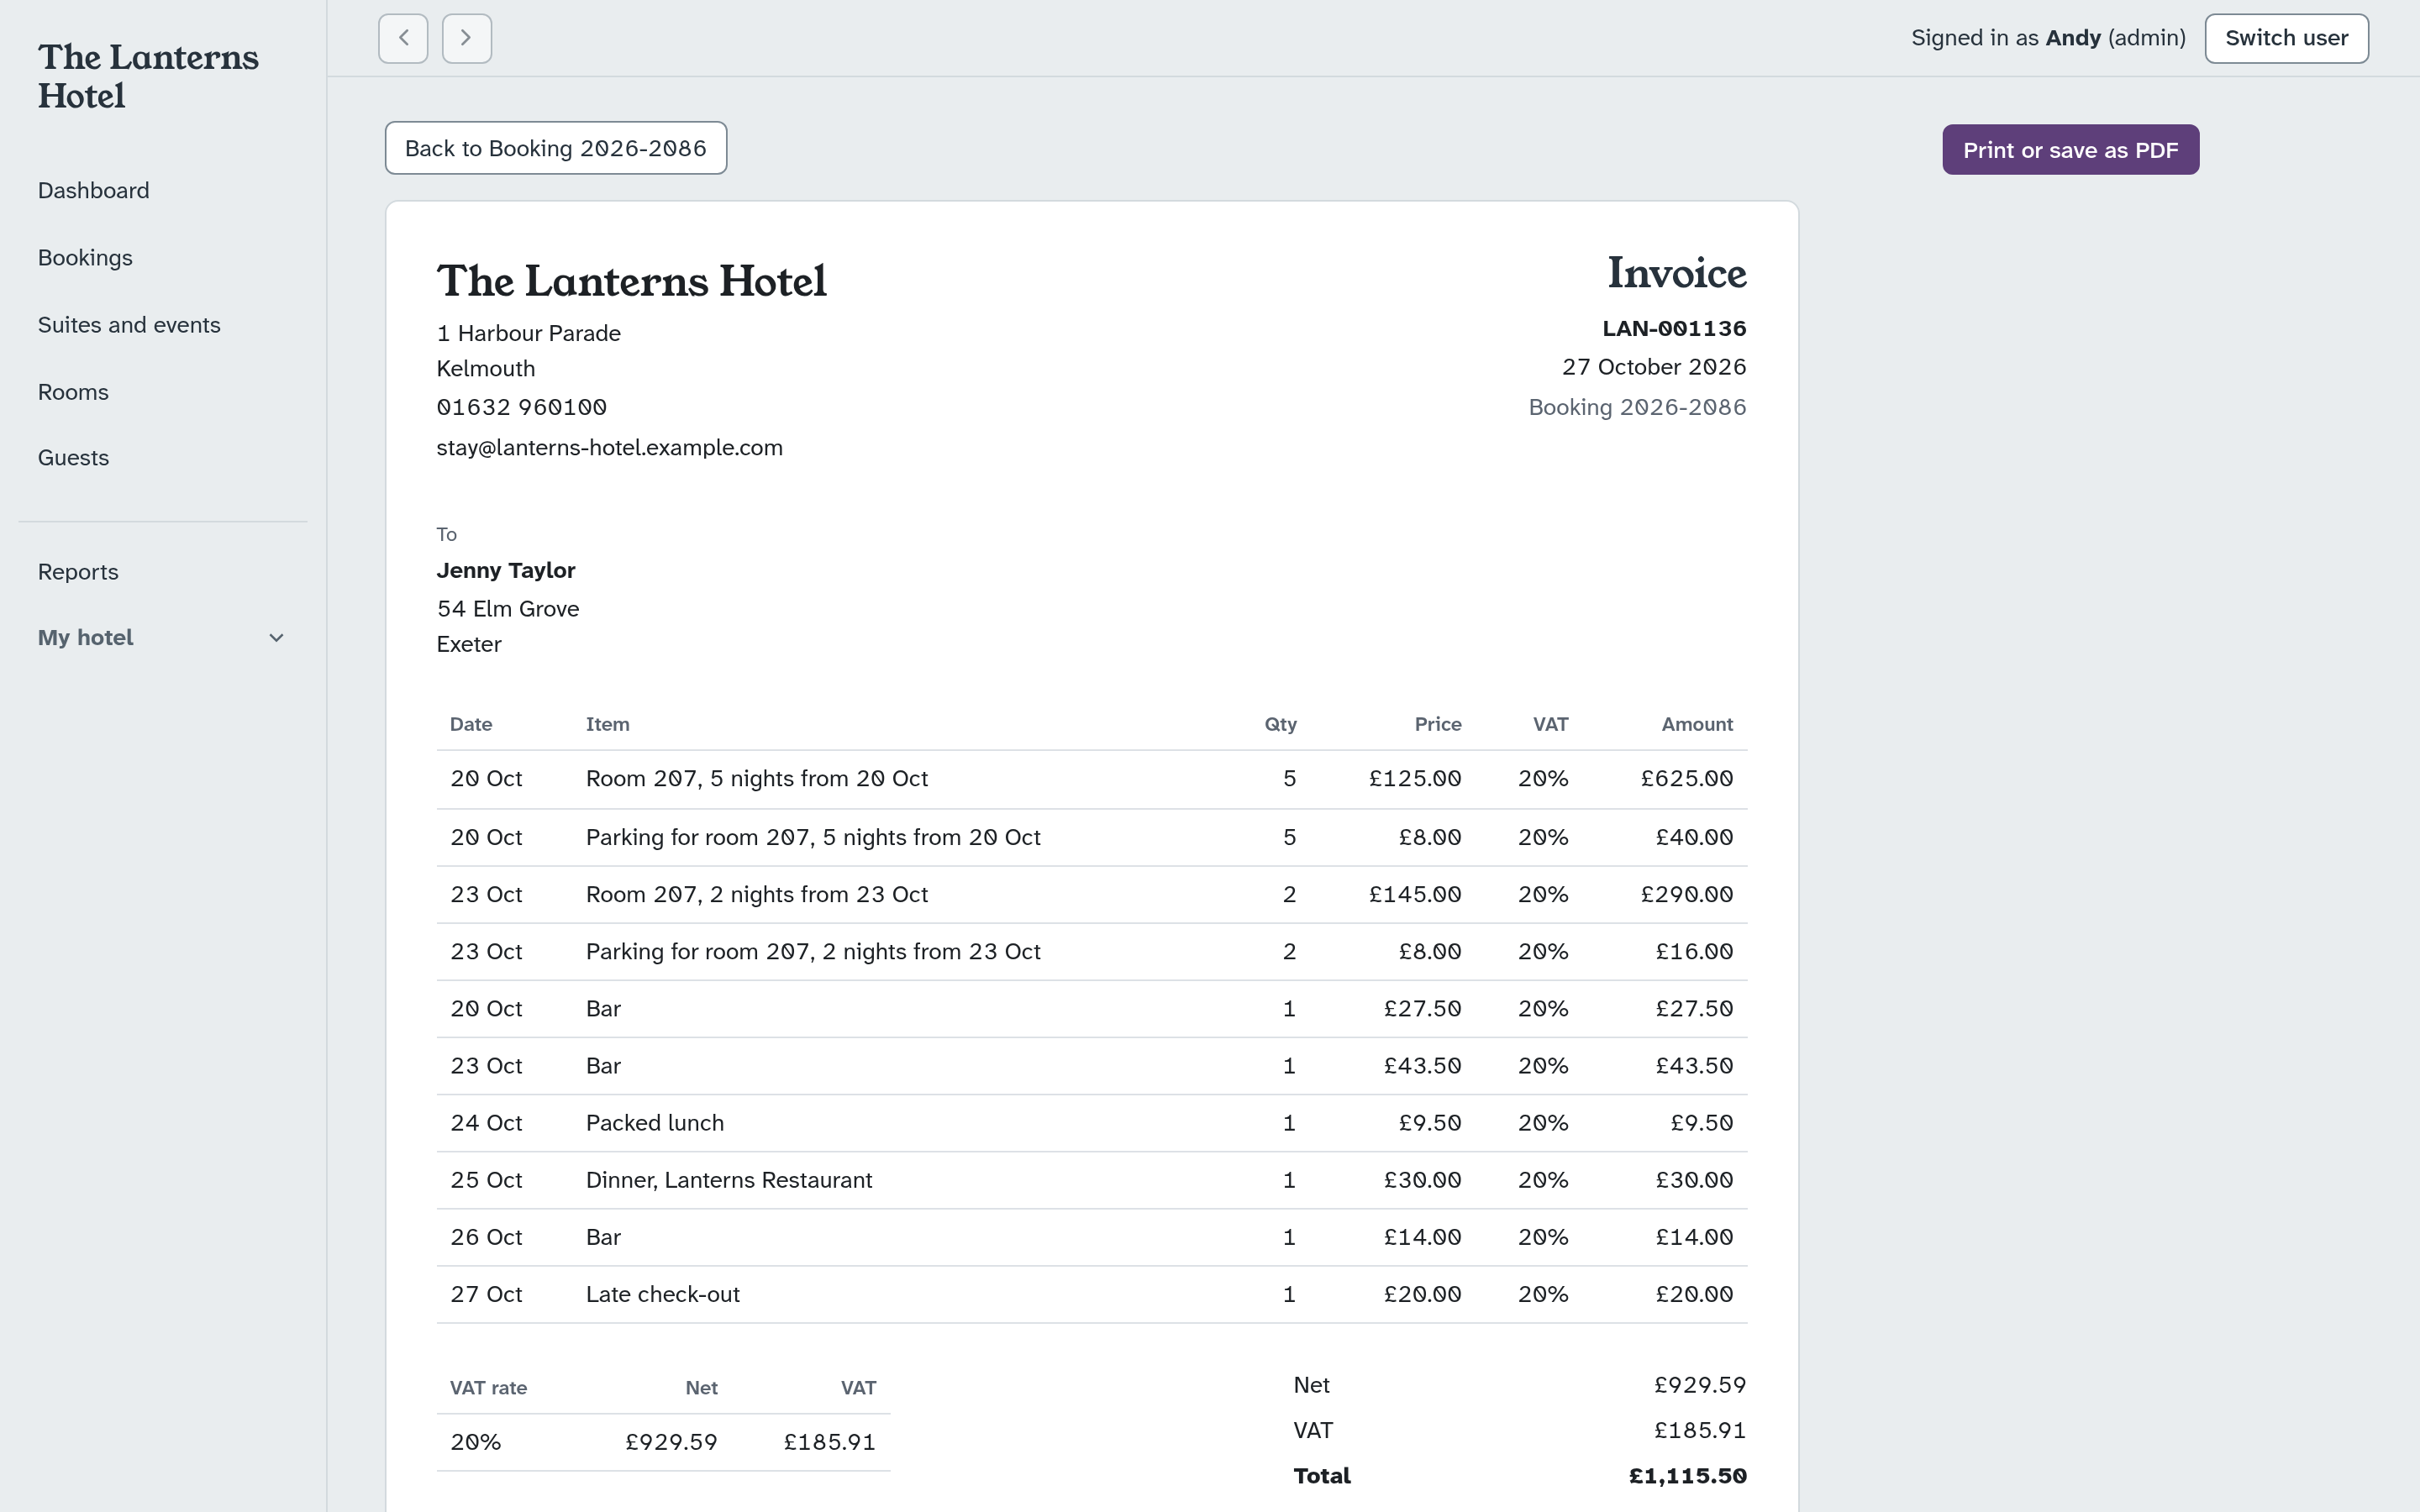 The Lanterns
Hotel
Dashboard
Bookings
Suites and events
Rooms
Guests
Reports
My hotel
Signed in as Andy (admin) Switch user
Back to Booking 2026-2086 Print or save as PDF
The Lanterns Hotel
1 Harbour Parade
Kelmouth
01632 960100
stay@lanterns-hotel.example.com
Invoice
LAN-001136
27 October 2026
Booking 2026-2086
To
Jenny Taylor
54 Elm Grove
Exeter
Date Item Qty Price VAT Amount
20 Oct Room 207, 5 nights from 20 Oct 5 £125.00 20% £625.00
20 Oct Parking for room 207, 5 nights from 20 Oct 5 £8.00 20% £40.00
23 Oct Room 207, 2 nights from 23 Oct 2 £145.00 20% £290.00
23 Oct Parking for room 207, 2 nights from 23 Oct 2 £8.00 20% £16.00
20 Oct Bar 1 £27.50 20% £27.50
23 Oct Bar 1 £43.50 20% £43.50
24 Oct Packed lunch 1 £9.50 20% £9.50
25 Oct Dinner, Lanterns Restaurant 1 £30.00 20% £30.00
26 Oct Bar 1 £14.00 20% £14.00
27 Oct Late check-out 1 £20.00 20% £20.00
VAT rate Net VAT
20% £929.59 £185.91
Net £929.59
VAT £185.91
Total £1,115.50